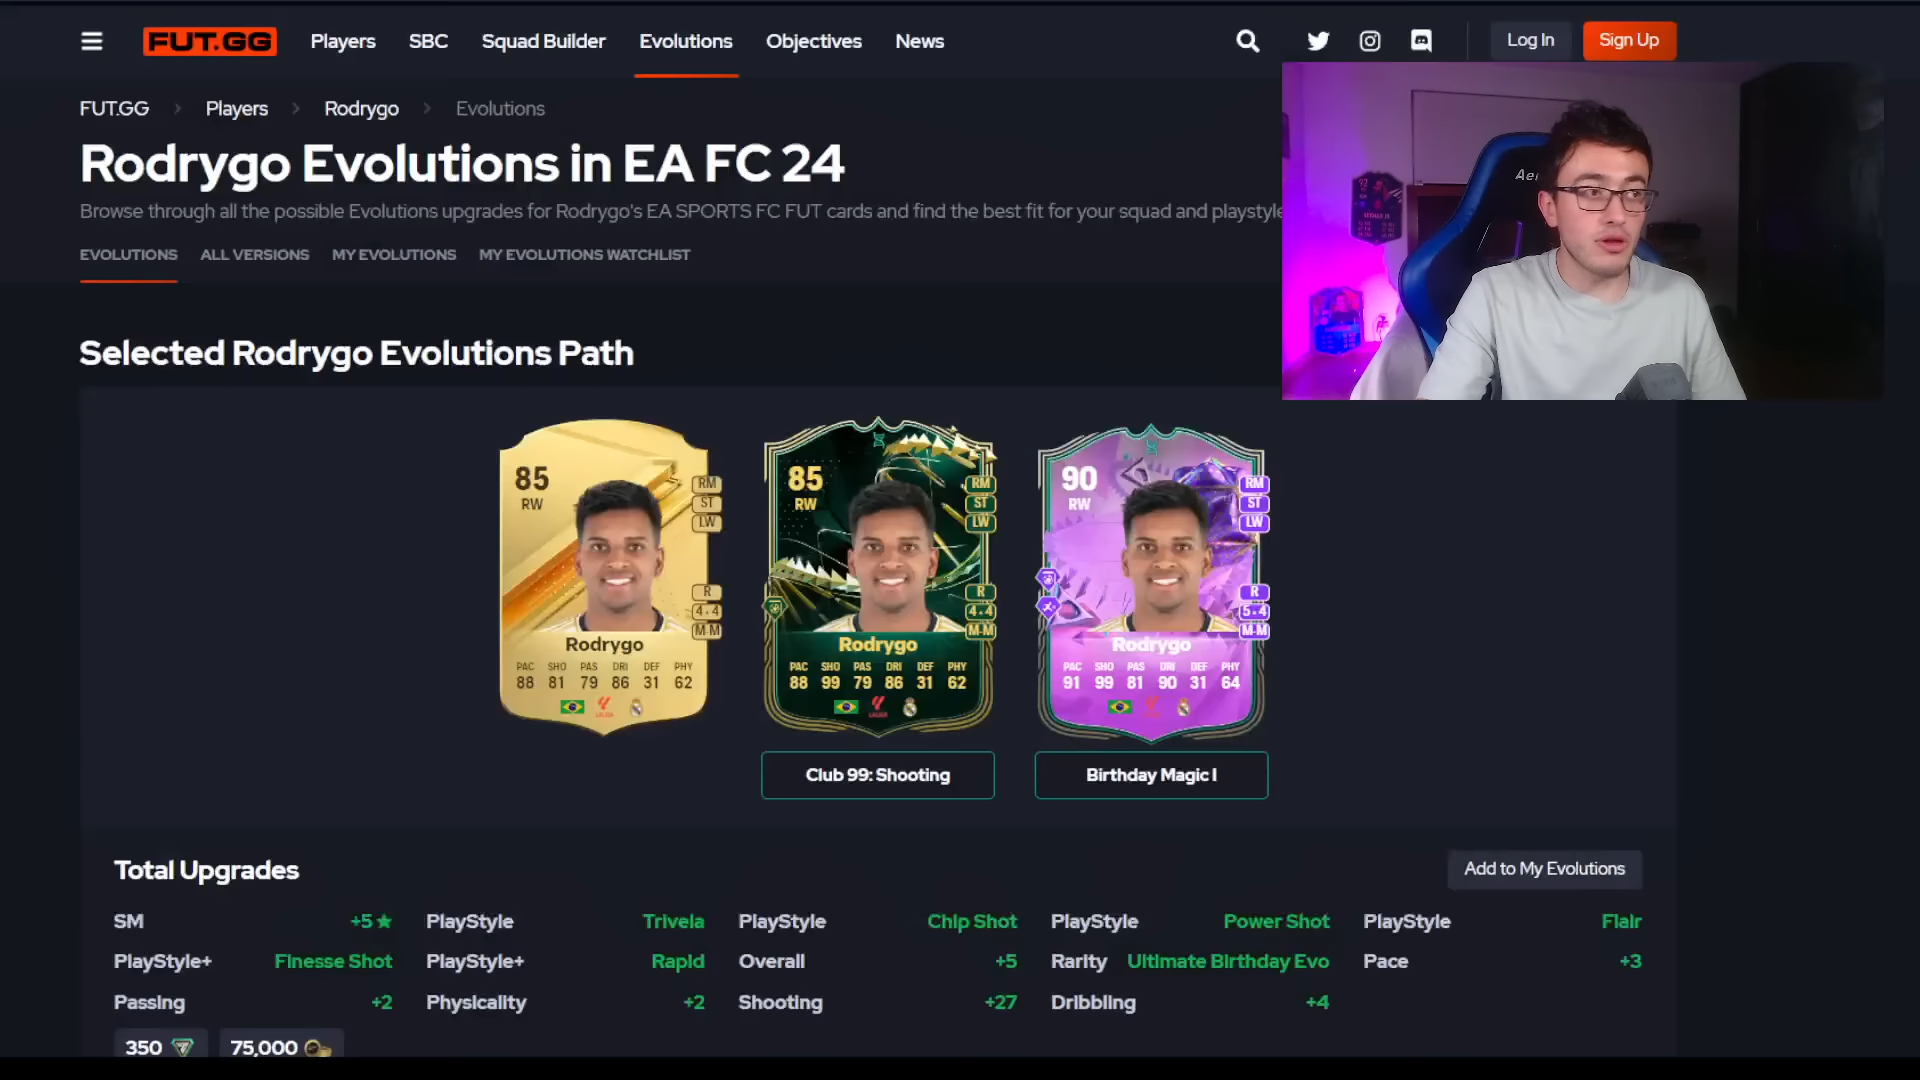 FUT.GG Players SBC Squad Builder Evolutions Objectives News Log In Sign Up
FUT.GG > Players > Rodrygo > Evolutions
Rodrygo Evolutions in EA FC 24
Browse through all the possible Evolutions upgrades for Rodrygo's EA SPORTS FC FUT cards and find the best fit for your squad and playstyle
EVOLUTIONS ALL VERSIONS MY EVOLUTIONS MY EVOLUTIONS WATCHLIST
Selected Rodrygo Evolutions Path
85
RW
RM
ST
LW
R
4★4
M\M
Rodrygo
PAC SHO PAS DRI DEF PHY
88 81 79 86 31 62
85
RW
RM
ST
LW
R
4★4
M\M
Rodrygo
PAC SHO PAS DRI DEF PHY
88 99 79 86 31 62
Club 99: Shooting
90
RW
RM
ST
LW
R
5★4
M\M
Rodrygo
PAC SHO PAS DRI DEF PHY
91 99 81 90 31 64
Birthday Magic I
Total Upgrades
Add to My Evolutions
SM +5★ PlayStyle Trivela PlayStyle Chip Shot PlayStyle Power Shot PlayStyle Flair
PlayStyle+ Finesse Shot PlayStyle+ Rapid Overall +5 Rarity Ultimate Birthday Evo Pace +3
Passing +2 Physicality +2 Shooting +27 Dribbling +4
350 75,000